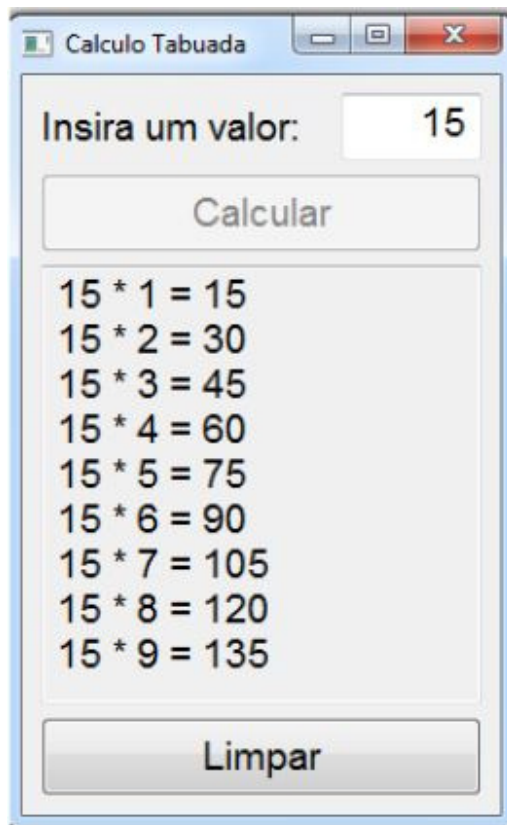 Calculo Tabuada
Insira um valor: 15
Calcular
15 * 1 = 15
15 * 2 = 30
15 * 3 = 45
15 * 4 = 60
15 * 5 = 75
15 * 6 = 90
15 * 7 = 105
15 * 8 = 120
15 * 9 = 135
Limpar